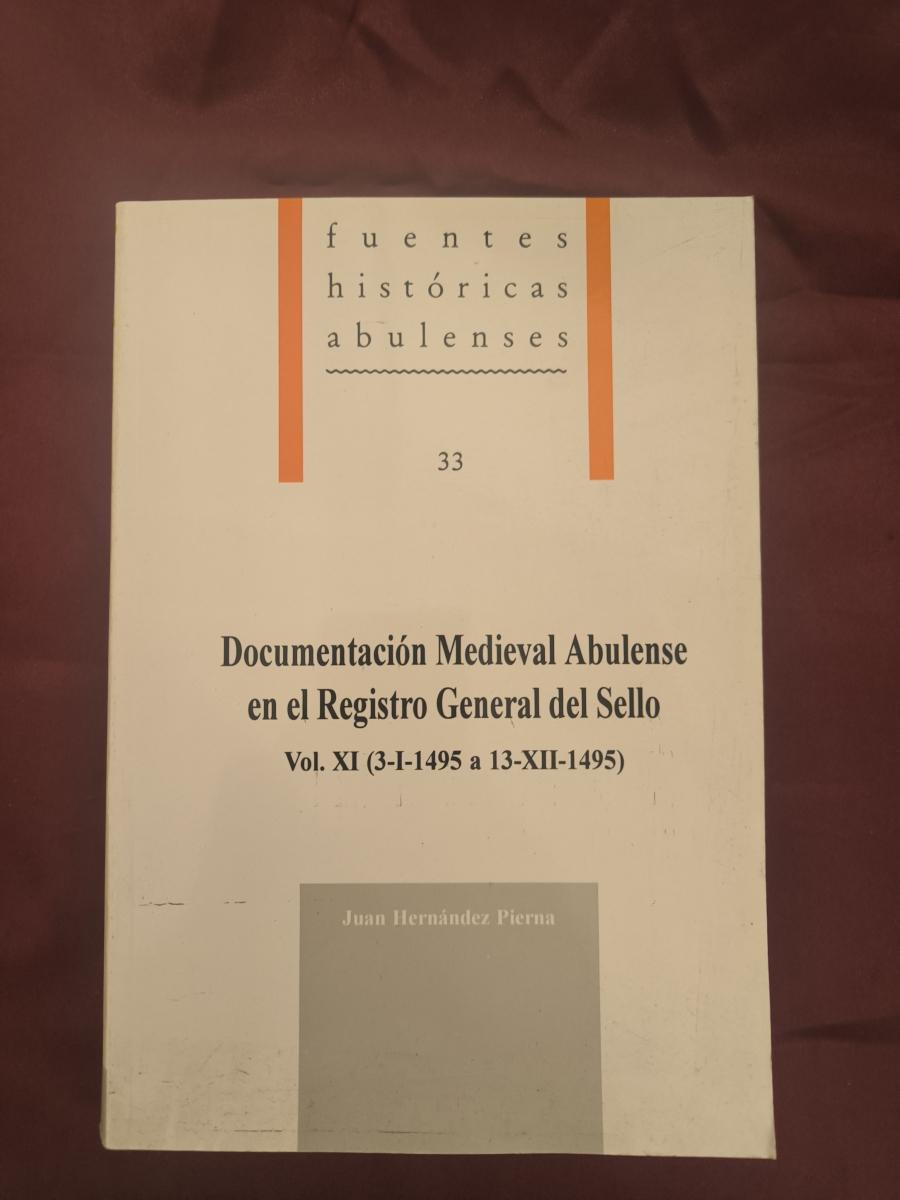 fuentes
históricas
abulenses
33
Documentación Medieval Abulense
en el Registro General del Sello
Vol. XI (3-I-1495 a 13-XII-1495)
Juan Hernández Pierna